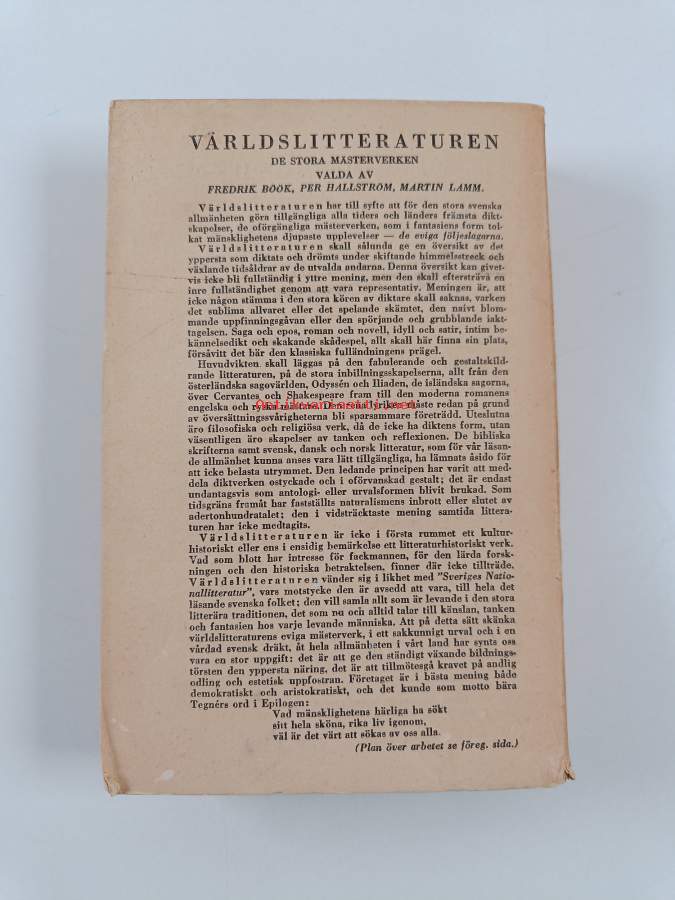 VÄRLDSLITTERATUREN
DE STORA MÄSTERVERKEN
VALDA AV
FREDRIK BÖÖK, PER HALLSTRÖM, MARTIN LAMM.
Världslitteraturen har till syfte att för den stora svenska
allmänheten göra tillgängliga alla tiders och länders främsta dikt-
skapelser, de oförgängliga mästerverken, som i fantasiens form tol-
kat mänsklighetens djupaste upplevelser — de eviga följeslagarna.
Världslitteraturen skall sålunda ge en översikt av det
yppersta som diktats och drömts under skiftande himmelsstreck och
växlande tidsåldrar av de utvalda andarna. Denna översikt kan givet-
vis icke bli fullständig i yttre mening, men den skall eftersträva en
inre fullständighet genom att vara representativ. Meningen är, att
icke någon stämma i den stora kören av diktare skall saknas, varken
det sublima allvaret eller det spelande skämtet, den naivt blom-
mande uppfinningsgåvan eller den spörjande och grubblande iakt-
tagelsen. Saga och epos, roman och novell, idyll och satir, intim be-
kännelsedikt och skakande skådespel, allt skall här finna sin plats,
försåvitt det bär den klassiska fulländningens prägel.
Huvudvikten skall läggas på den fabulerande och gestaltskild-
rande litteraturen, på de stora inbillningsskapelserna, allt från den
österländska sagovärlden, Odyssén och Iliaden, de isländska sagorna,
över Cervantes och Shakespeare fram till den moderna romanens
engelska och ryska mästare. Den rena lyriken måste redan på grund
av översättningssvårigheterna bli sparsammare företrädd. Uteslutna
äro filosofiska och religiösa verk, då de icke ha diktens form, utan
väsentligen äro skapelser av tanken och reflexionen. De bibliska
skrifterna samt svensk, dansk och norsk litteratur, som för vår läsan-
de allmänhet kunna anses vara lätt tillgängliga, ha lämnats åsido för
att icke belasta utrymmet. Den ledande principen har varit att med-
dela diktverken ostyckade och i oförvanskad gestalt; det är endast
undantagsvis som antologi- eller urvalsformen blivit brukad. Som
tidsgräns framåt har fastställts naturalismens inbrott eller slutet av
adertonhundratalet; den i vidsträcktaste mening samtida littera-
turen har icke medtagits.
Världslitteraturen är icke i första rummet ett kultur-
historiskt eller ens i ensidig bemärkelse ett litteraturhistoriskt verk.
Vad som blott har intresse för fackmannen, för den lärda forsk-
ningen och den historiska betraktelsen, finner där icke tillträde.
Världslitteraturen vänder sig i likhet med "Sveriges Natio-
nallitteratur", vars motstycke den är avsedd att vara, till hela det
läsande svenska folket; den vill samla allt som är levande i den stora
litterära traditionen, det som nu och alltid talar till känslan, tanken
och fantasien hos varje levande människa. Att på detta sätt skänka
världslitteraturens eviga mästerverk, i ett sakkunnigt urval och i en
vårdad svensk dräkt, åt hela allmänheten i vårt land har synts oss
vara en stor uppgift: det är att ge den ständigt växande bildnings-
törsten den yppersta näring, det är att tillmötesgå kravet på andlig
odling och estetisk uppfostran. Företaget är i bästa mening både
demokratiskt och aristokratiskt, och det kunde som motto bära
Tegnérs ord i Epilogen:
Vad mänsklighetens härliga ha sökt
sitt hela sköna, rika liv igenom,
väl är det värt att sökas av oss alla.
(Plan över arbetet se föreg. sida.)